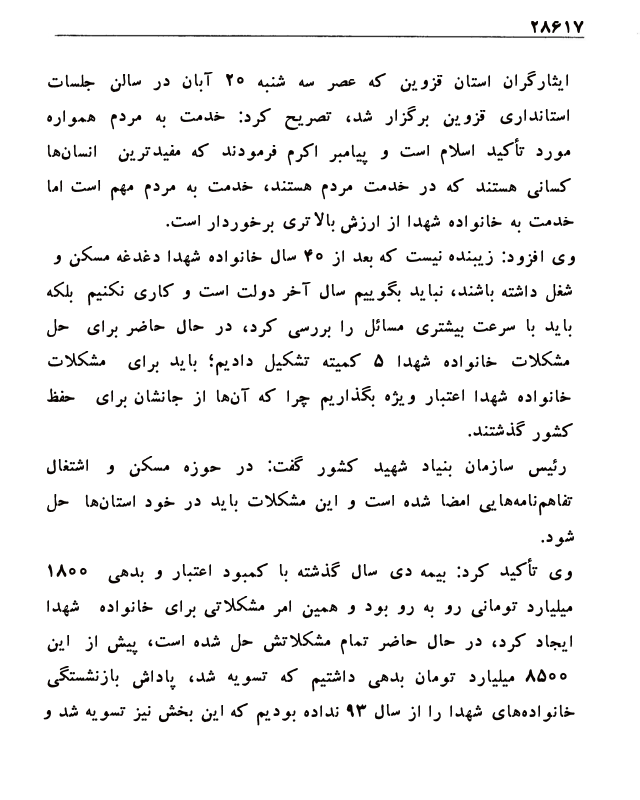 ۲۸۶۱۷
ایثارگران استان قزوین که عصر سه شنبه ۲۰ آبان در سالن جلسات
استانداری قزوین برگزار شد، تصریح کرد: خدمت به مردم همواره
مورد تأکید اسلام است و پیامبر اکرم فرمودند که مفیدترین انسان‌ها
کسانی هستند که در خدمت مردم هستند، خدمت به مردم مهم است اما
خدمت به خانواده شهدا از ارزش بالاتری برخوردار است.
وی افزود: زیبنده نیست که بعد از ۴۰ سال خانواده شهدا دغدغه مسکن و
شغل داشته باشند، نباید بگوییم سال آخر دولت است و کاری نکنیم بلکه
باید با سرعت بیشتری مسائل را بررسی کرد، در حال حاضر برای حل
مشکلات خانواده شهدا ۵ کمیته تشکیل دادیم؛ باید برای مشکلات
خانواده شهدا اعتبار ویژه بگذاریم چرا که آن‌ها از جانشان برای حفظ
کشور گذشتند.
رئیس سازمان بنیاد شهید کشور گفت: در حوزه مسکن و اشتغال
تفاهم‌نامه‌هایی امضا شده است و این مشکلات باید در خود استان‌ها حل
شود.
وی تأکید کرد: بیمه دی سال گذشته با کمبود اعتبار و بدهی ۱۸۰۰
میلیارد تومانی رو به رو بود و همین امر مشکلاتی برای خانواده شهدا
ایجاد کرد، در حال حاضر تمام مشکلاتش حل شده است، پیش از این
۸۵۰۰ میلیارد تومان بدهی داشتیم که تسویه شد، پاداش بازنشستگی
خانواده‌های شهدا را از سال ۹۳ نداده بودیم که این بخش نیز تسویه شد و